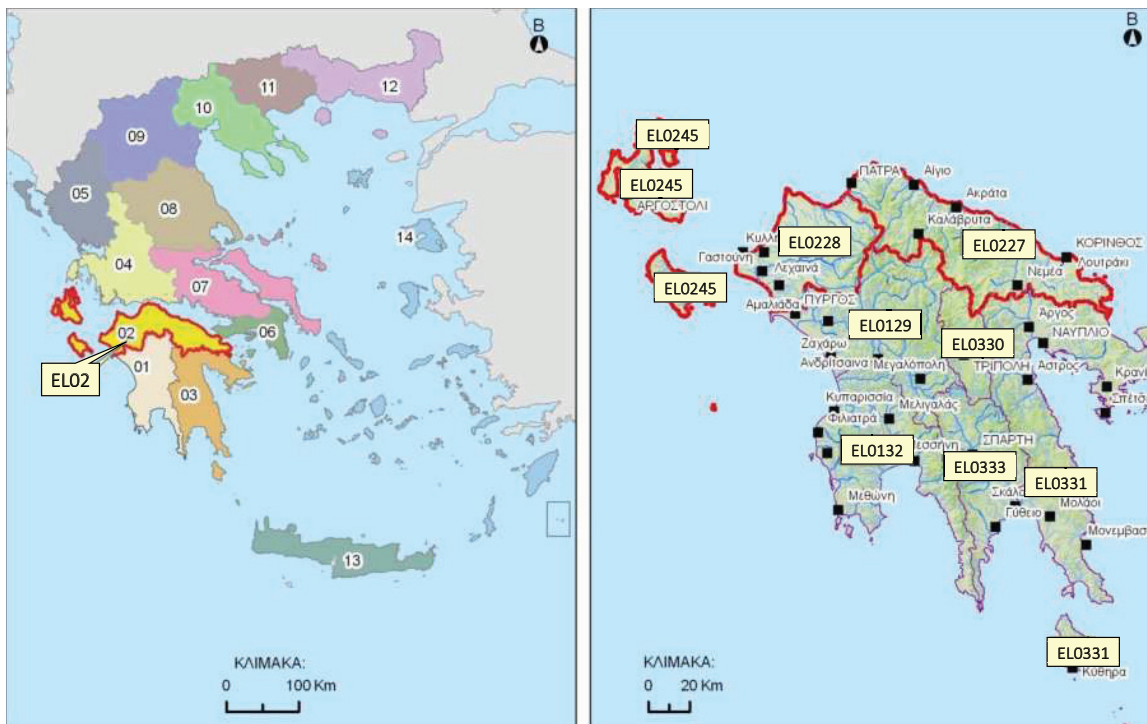 B
11
12
10
09
05
08
14
04
07
02
06
01
EL02
03
13
ΚΛΙΜΑΚΑ:
0 100 Km
B
EL0245
EL0245
ΑΡΓΟΣΤΟΛΙ
EL0245
ΠΑΤΡΑ
Αίγιο
Ακράτα
Καλάβρυτα
EL0228
EL0227
ΚΟΡΙΝΘΟΣ
Λουτράκι
Γαστούνη
Λεχαινά
Νεμέα
Αμαλιάδα
ΠΥΡΓΟΣ
EL0129
Άργος
ΝΑΥΠΛΙΟ
Ζαχάρω
EL0330
Ανδρίτσαινα
Μεγαλόπολη
ΤΡΙΠΟΛΗ
Άστρος
Κυπαρισσία
Μελιγαλάς
Φιλιατρά
EL0132
ΣΠΑΡΤΗ
EL0333
EL0331
Μεθώνη
Γύθειο
Μολάοι
EL0331
Κύθηρα
ΚΛΙΜΑΚΑ:
0 20 Km